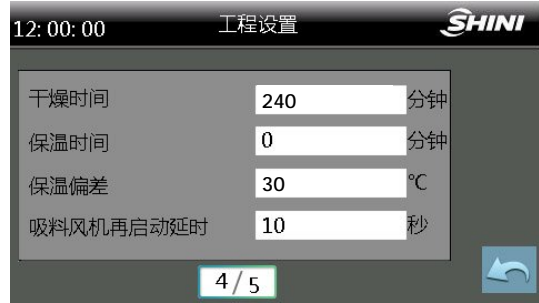 12:00:00 工程设置 SHINI
干燥时间 240 分钟
保温时间 0 分钟
保温偏差 30 ℃
吸料风机再启动延时 10 秒
4/5